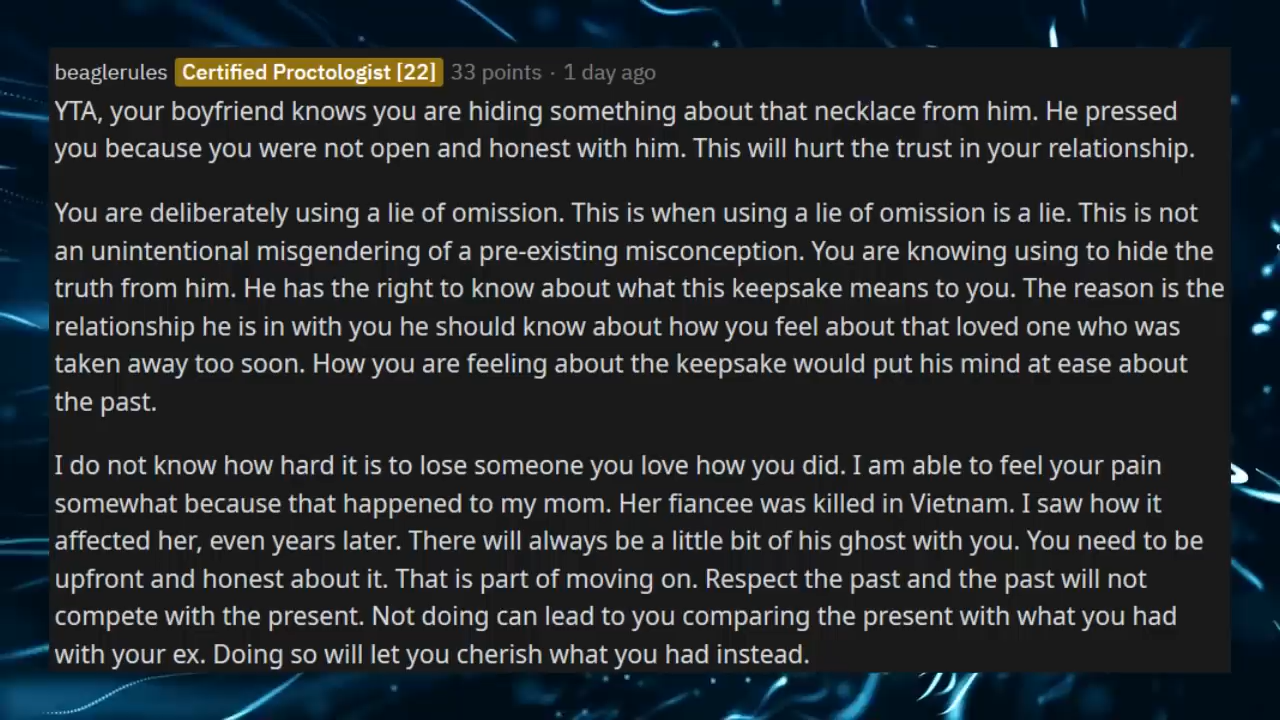 beaglerules Certified Proctologist [22] 33 points · 1 day ago
YTA, your boyfriend knows you are hiding something about that necklace from him. He pressed
you because you were not open and honest with him. This will hurt the trust in your relationship.
You are deliberately using a lie of omission. This is when using a lie of omission is a lie. This is not
an unintentional misgendering of a pre-existing misconception. You are knowing using to hide the
truth from him. He has the right to know about what this keepsake means to you. The reason is the
relationship he is in with you he should know about how you feel about that loved one who was
taken away too soon. How you are feeling about the keepsake would put his mind at ease about
the past.
I do not know how hard it is to lose someone you love how you did. I am able to feel your pain
somewhat because that happened to my mom. Her fiancee was killed in Vietnam. I saw how it
affected her, even years later. There will always be a little bit of his ghost with you. You need to be
upfront and honest about it. That is part of moving on. Respect the past and the past will not
compete with the present. Not doing can lead to you comparing the present with what you had
with your ex. Doing so will let you cherish what you had instead.